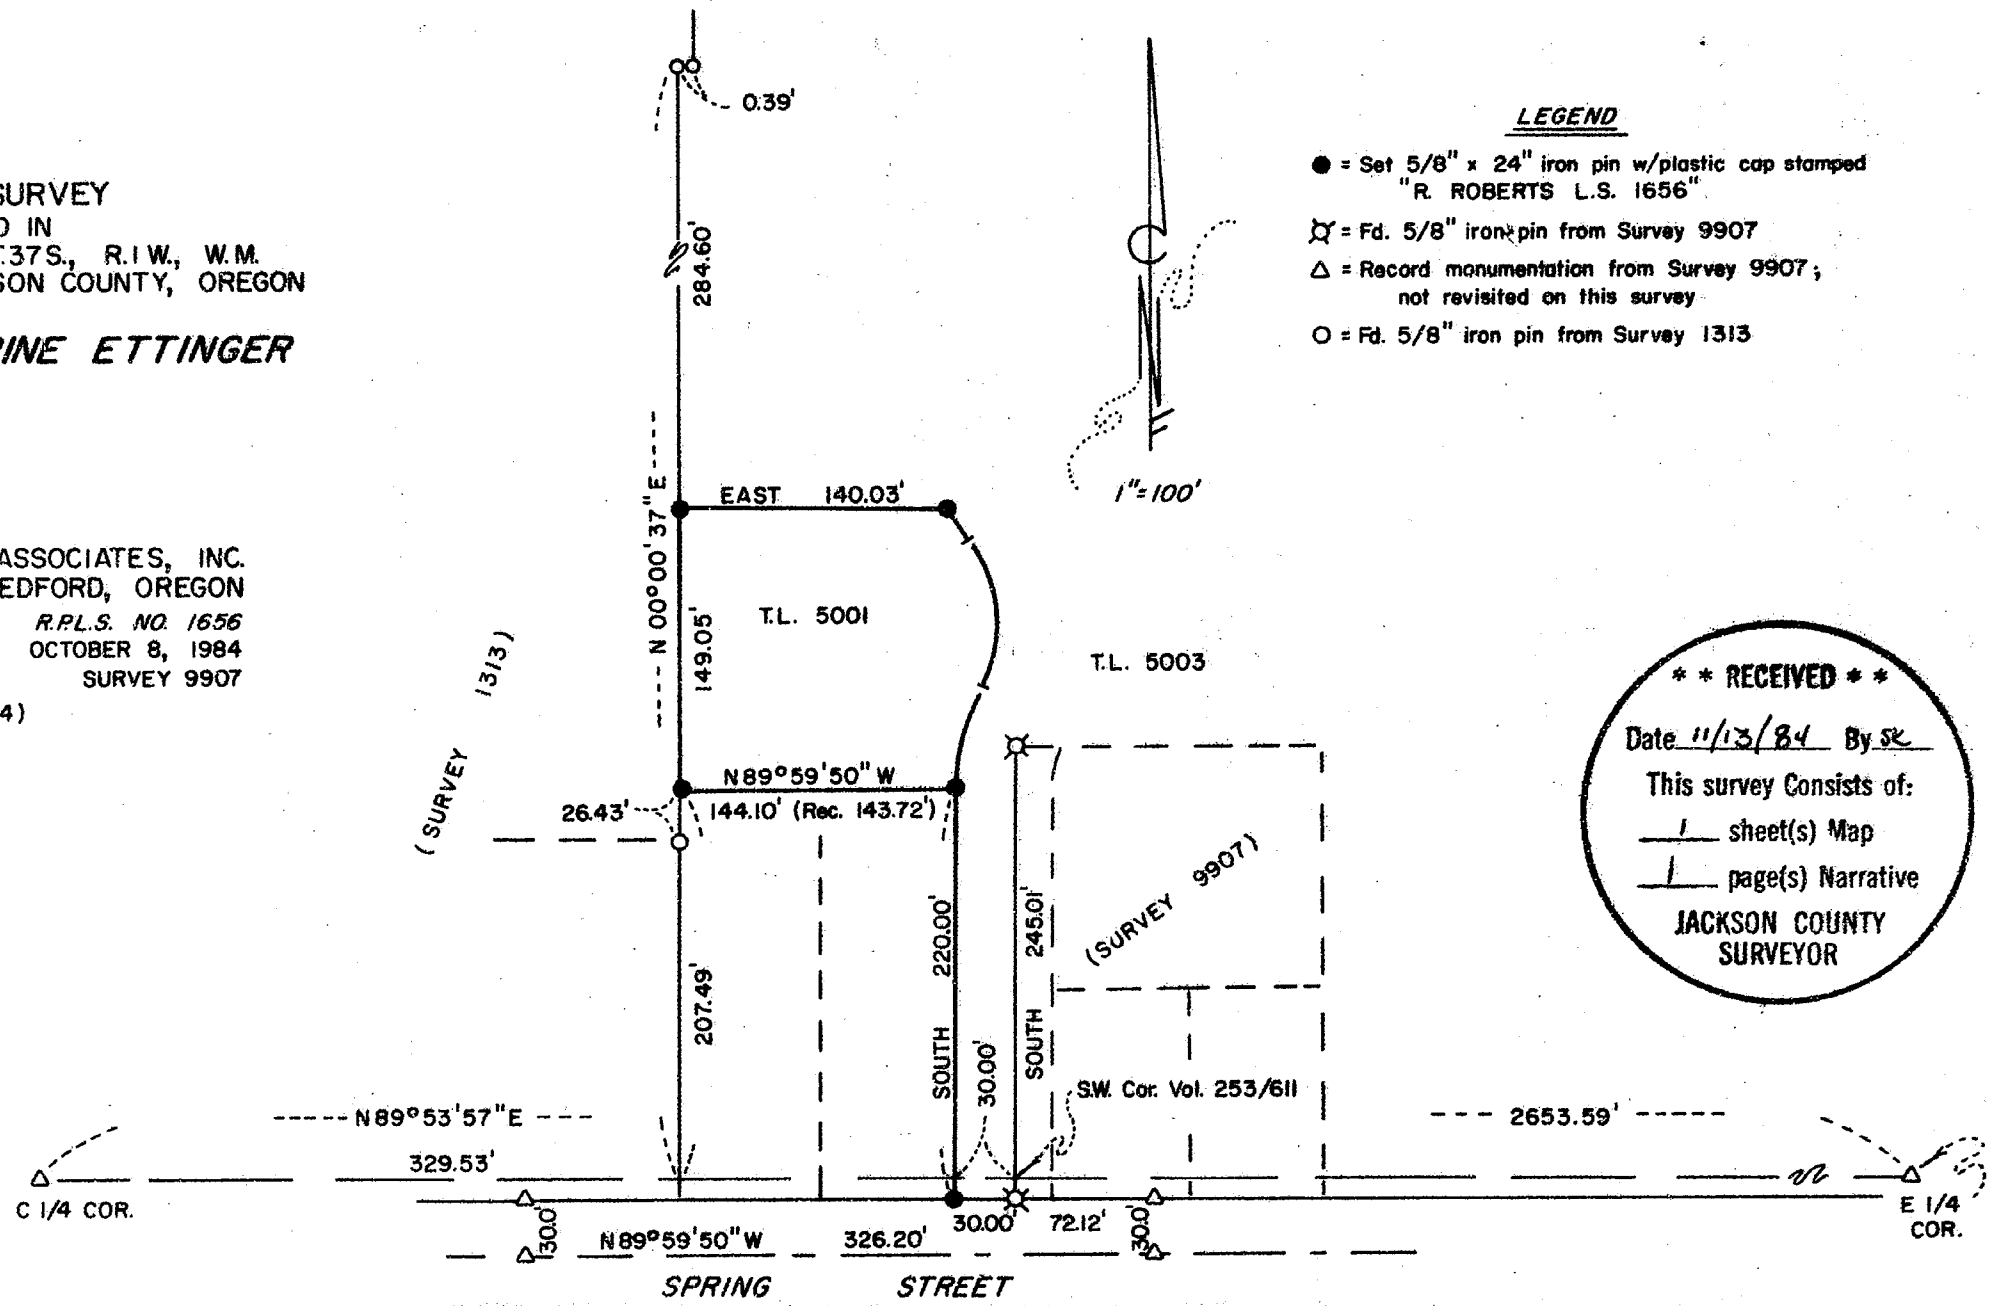 SURVEY
IN
T.37S., R.1W., W.M.
SON COUNTY, OREGON
ETTINGER
ASSOCIATES, INC.
EDFORD, OREGON
R.P.L.S. NO. 1656
OCTOBER 8, 1984
SURVEY 9907
4)
0.39'
284.60'
N 00°00'37" E
EAST 140.03'
149.05'
T.L. 5001
T.L. 5003
(SURVEY 1313)
N89°59'50" W
144.10' (Rec. 143.72')
26.43'
207.49'
SOUTH 220.00'
30.00'
SOUTH 245.01'
(SURVEY 9907)
S.W. Cor. Vol. 253/611
N89°53'57"E
2653.59'
329.53'
C 1/4 COR.
E 1/4
COR.
30.0'
30.00'
72.12'
30.0'
N89°59'50"W 326.20'
SPRING STREET
1"=100'
LEGEND
● = Set 5/8" x 24" iron pin w/plastic cap stamped
"R. ROBERTS L.S. 1656"
= Fd. 5/8" iron pin from Survey 9907
△ = Record monumentation from Survey 9907;
not revisited on this survey
○ = Fd. 5/8" iron pin from Survey 1313
* * RECEIVED * *
Date 11/13/84 By SK
This survey Consists of:
1 sheet(s) Map
1 page(s) Narrative
JACKSON COUNTY
SURVEYOR